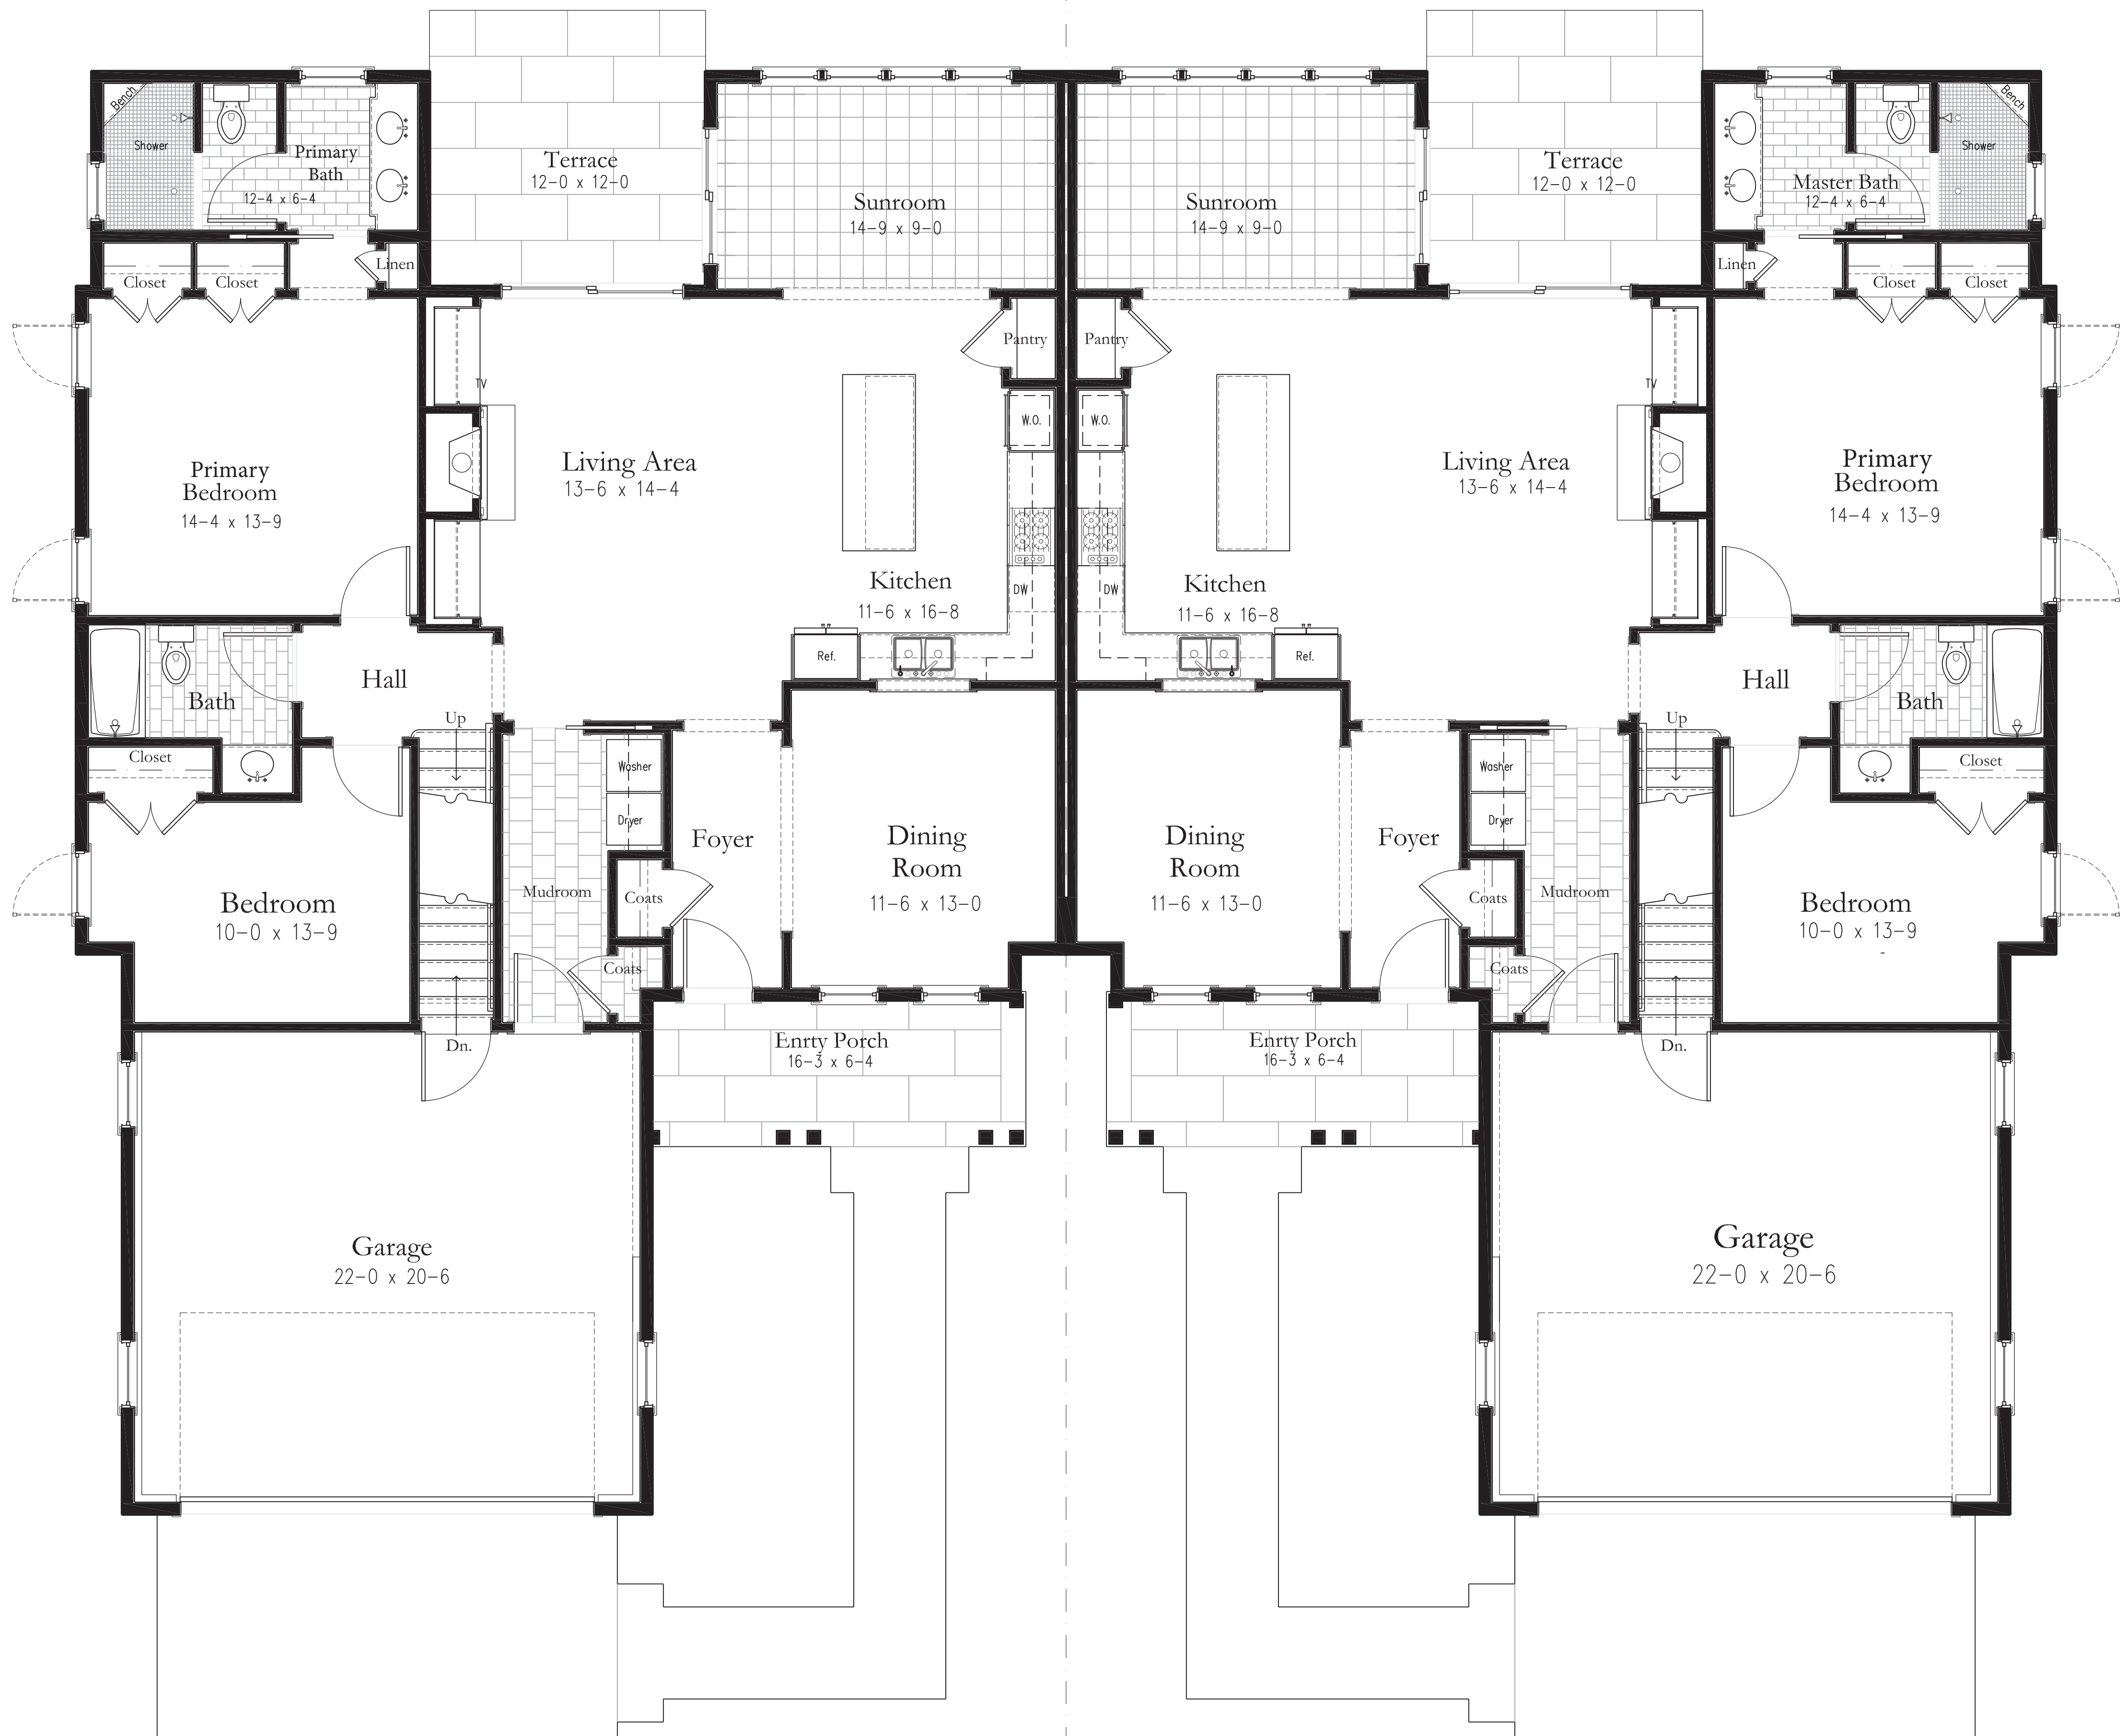 Bench
Shower
Primary
Bath
12-4 x 6-4
Terrace
12-0 x 12-0
Sunroom
14-9 x 9-0
Sunroom
14-9 x 9-0
Terrace
12-0 x 12-0
Master Bath
12-4 x 6-4
Shower
Bench
Closet
Closet
Linen
Linen
Closet
Closet
Pantry
Pantry
TV
TV
W.O.
W.O.
Primary
Bedroom
14-4 x 13-9
Living Area
13-6 x 14-4
Living Area
13-6 x 14-4
Primary
Bedroom
14-4 x 13-9
Kitchen
11-6 x 16-8
DW
DW
Kitchen
11-6 x 16-8
Ref.
Ref.
Bath
Hall
Hall
Bath
Up
Up
Closet
Washer
Washer
Closet
Dryer
Dryer
Foyer
Dining
Room
11-6 x 13-0
Dining
Room
11-6 x 13-0
Foyer
Bedroom
10-0 x 13-9
Mudroom
Coats
Coats
Mudroom
Bedroom
10-0 x 13-9
-
Coats
Coats
Dn.
Enrty Porch
16-3 x 6-4
Enrty Porch
16-3 x 6-4
Dn.
Garage
22-0 x 20-6
Garage
22-0 x 20-6